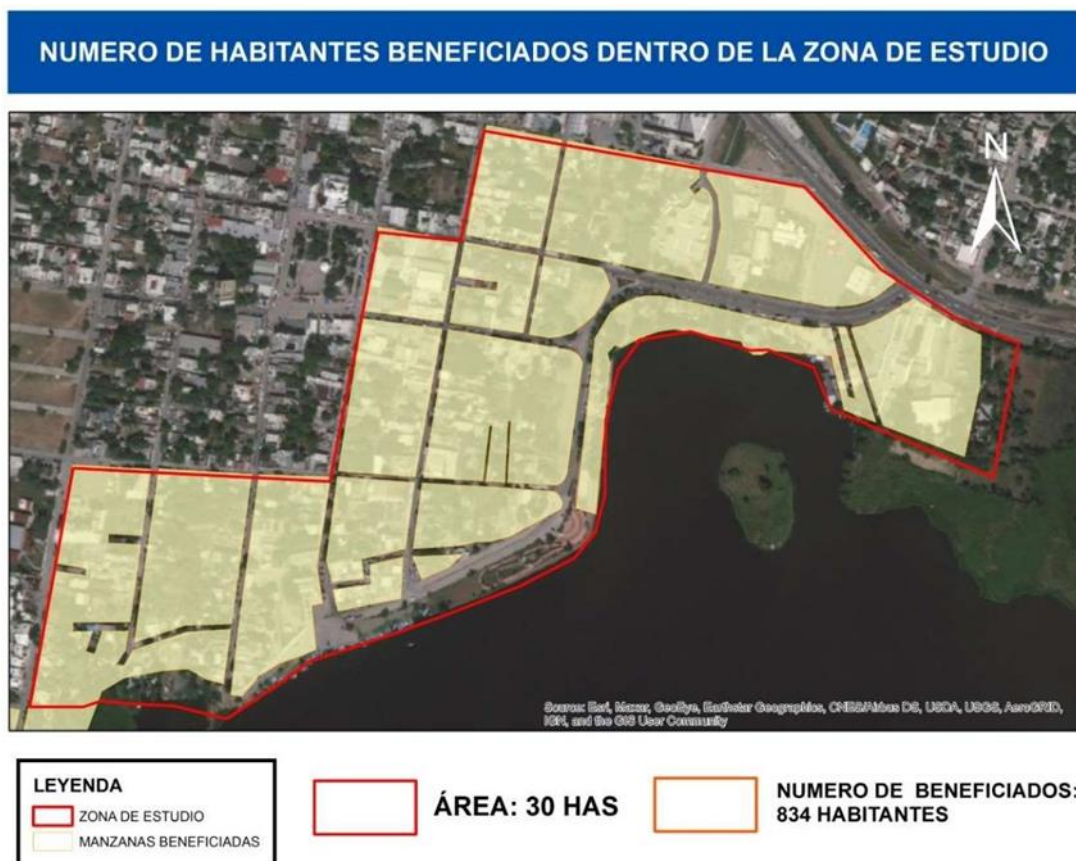 NUMERO DE HABITANTES BENEFICIADOS DENTRO DE LA ZONA DE ESTUDIO
N
Source: Esri, Maxar, GeoEye, Earthstar Geographics, CNES/Airbus DS, USDA, USGS, AeroGRID,
IGN, and the GIS User Community
LEYENDA
ZONA DE ESTUDIO
MANZANAS BENEFICIADAS
ÁREA: 30 HAS
NUMERO DE BENEFICIADOS:
834 HABITANTES